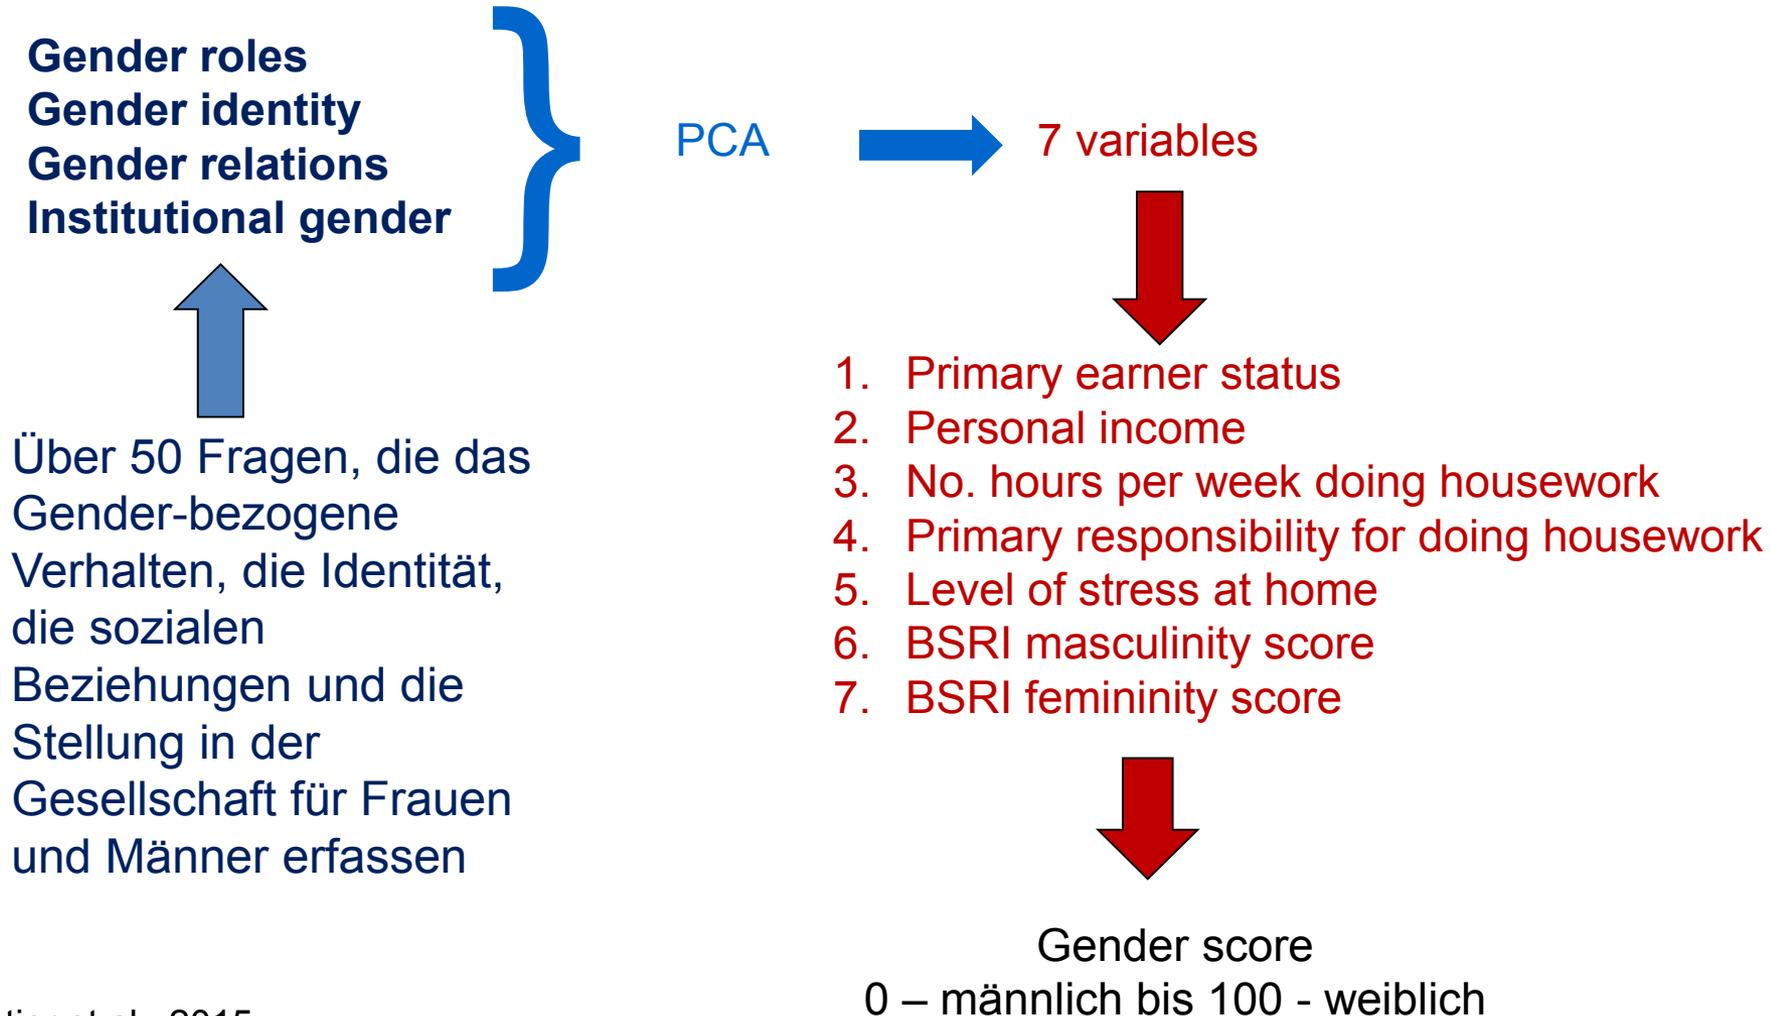 Gender roles
Gender identity
Gender relations
Institutional gender
PCA
7 variables
Über 50 Fragen, die das
Gender-bezogene
Verhalten, die Identität,
die sozialen
Beziehungen und die
Stellung in der
Gesellschaft für Frauen
und Männer erfassen
1. Primary earner status
2. Personal income
3. No. hours per week doing housework
4. Primary responsibility for doing housework
5. Level of stress at home
6. BSRI masculinity score
7. BSRI femininity score
Gender score
0 – männlich bis 100 - weiblich
et al., 2015